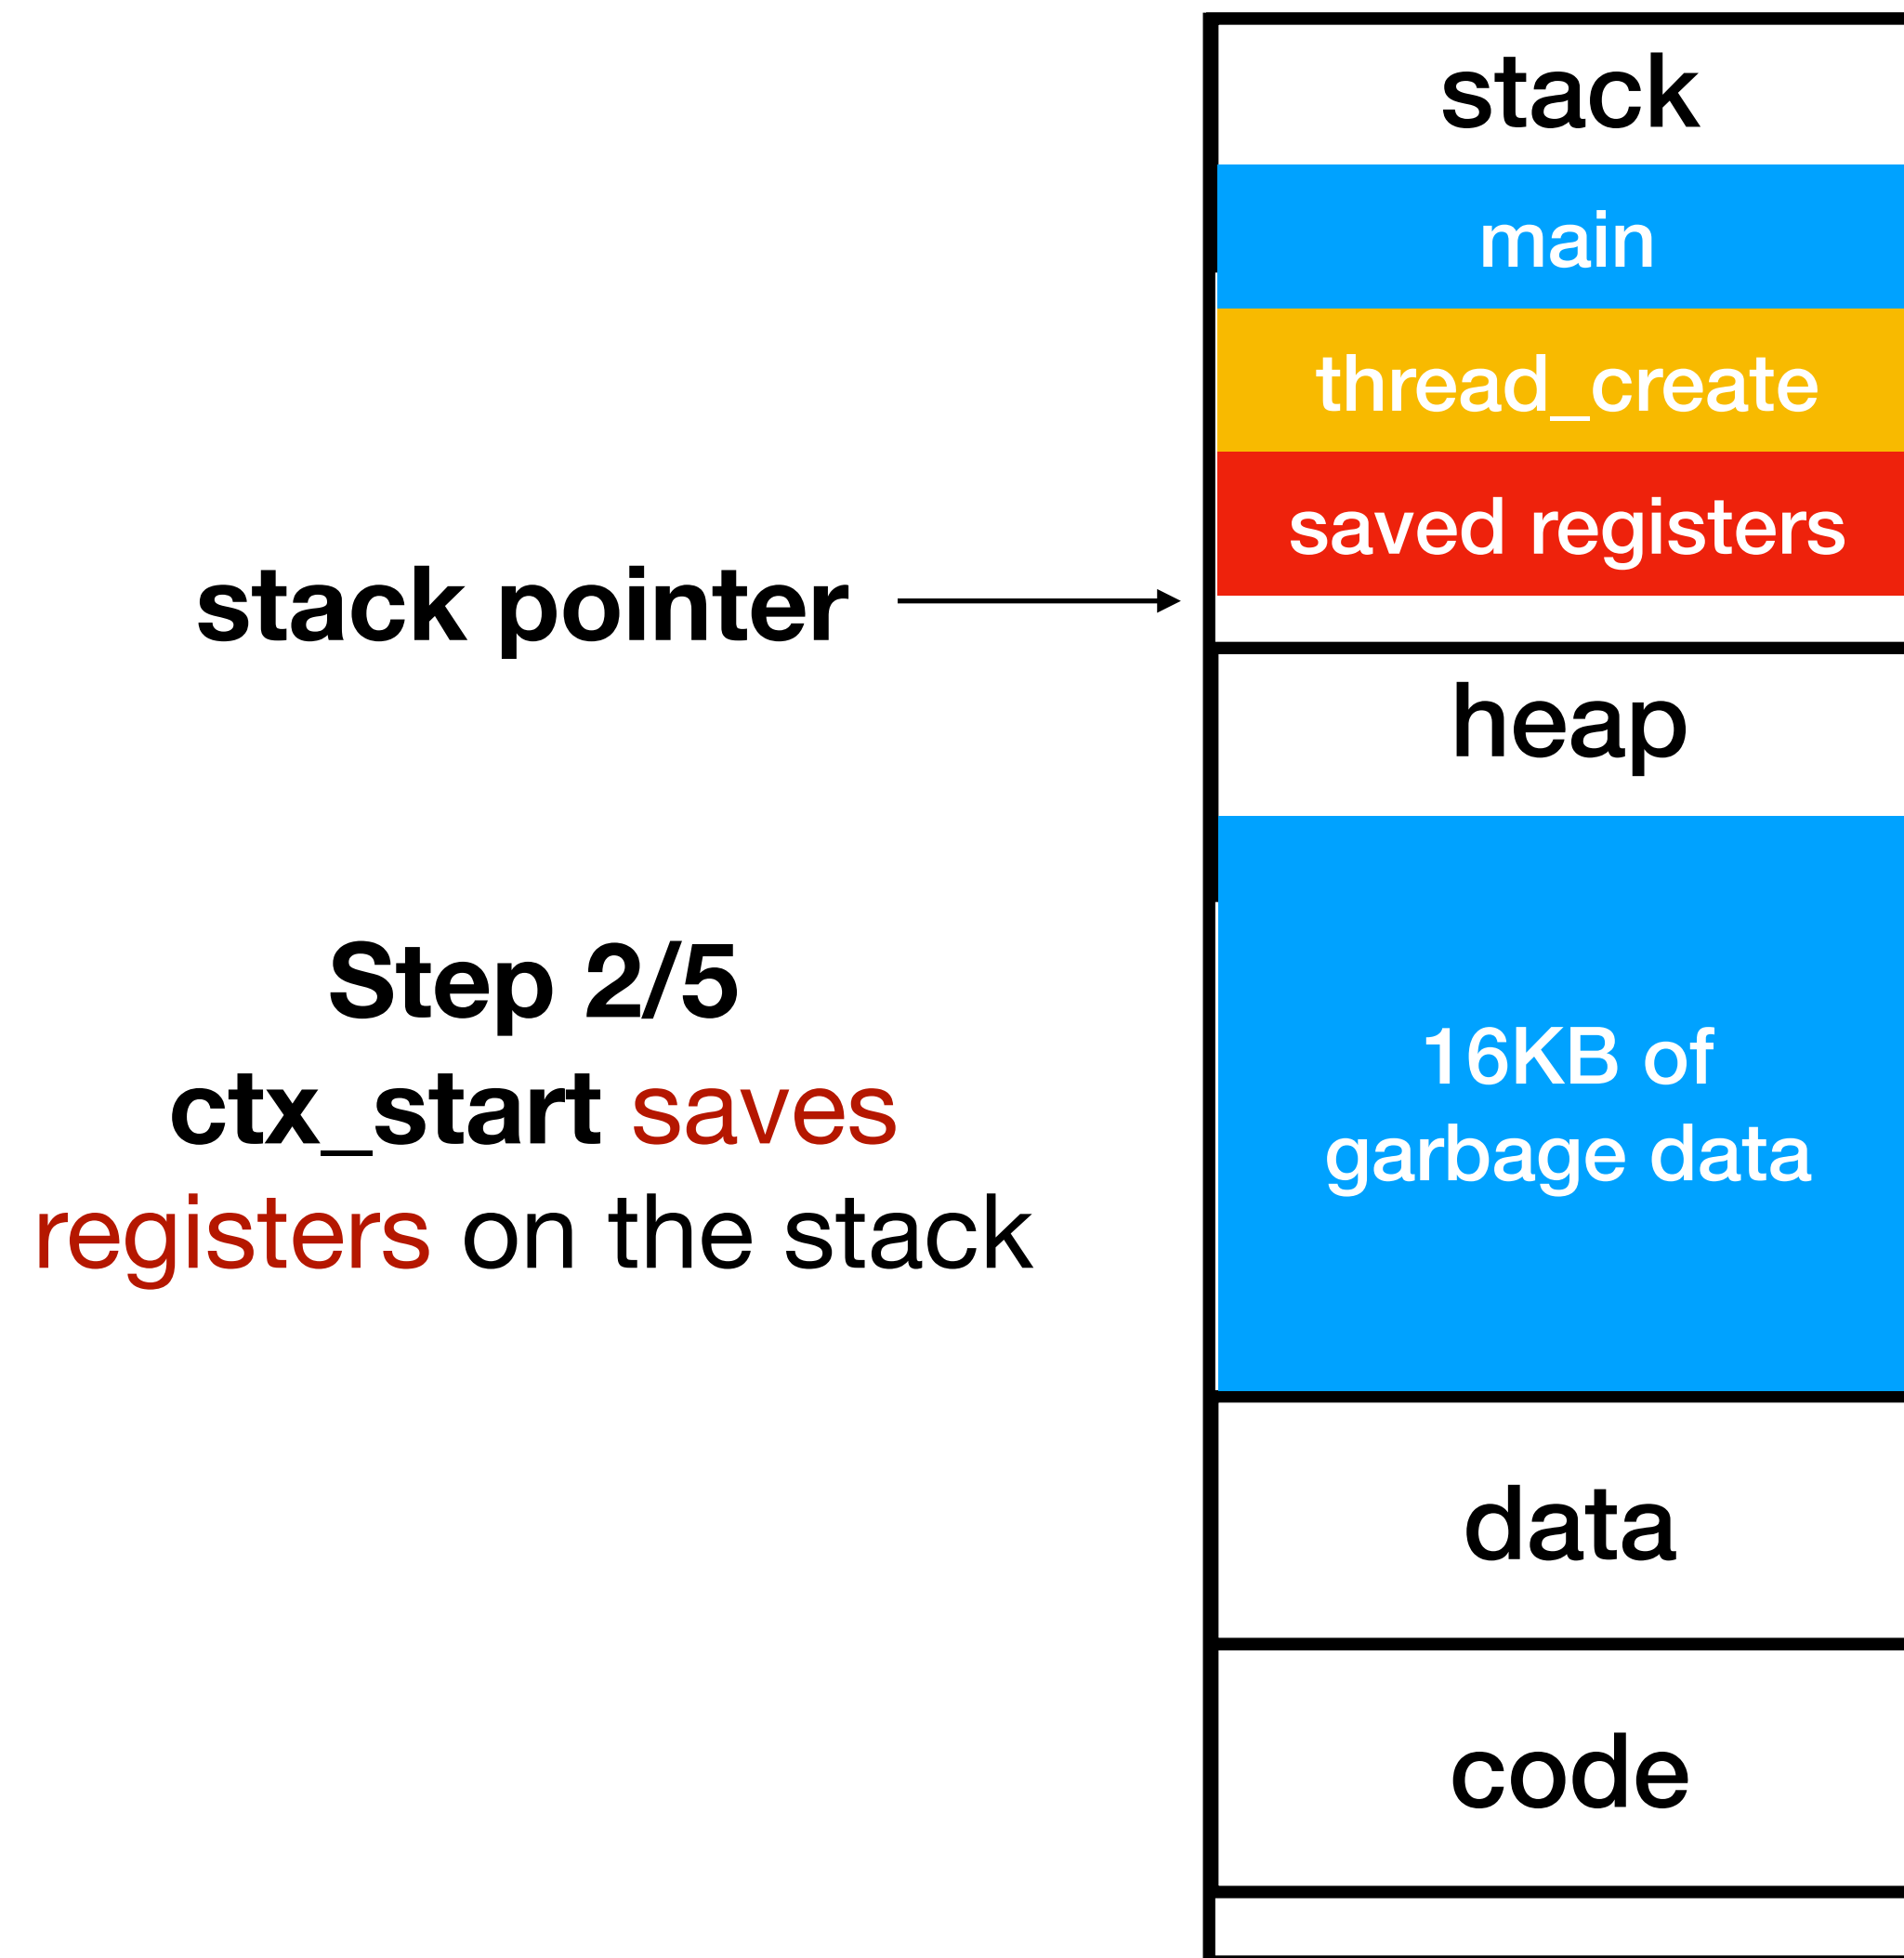 stack
main
thread_create
saved registers
stack pointer
heap
Step 2/5
ctx_start saves
registers on the stack
16KB of
garbage data
data
code